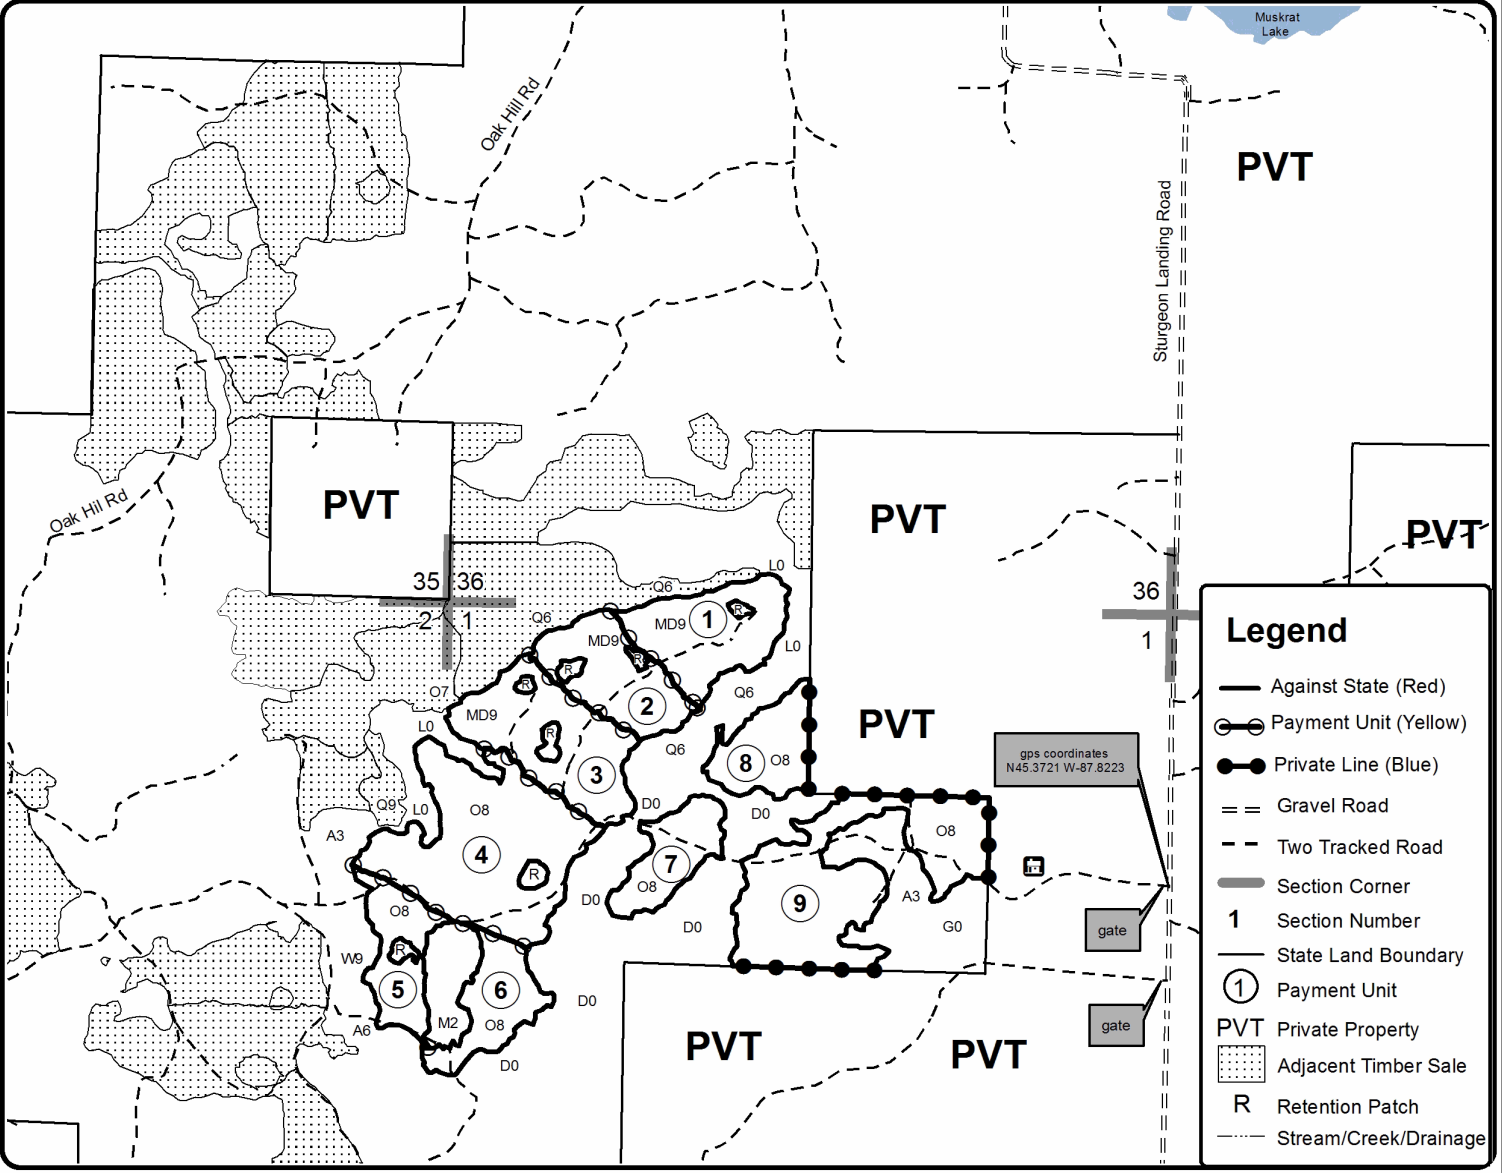 Muskrat
Lake
Oak Hill Rd
PVT
Sturgeon Landing Road
PVT
PVT
PVT
Oak Hil Rd
35 36
2 1
36
1
L0
Q6
Q6
MD9
1
R
MD9
R
L0
R
R
O7
MD9
2
Q6
L0
R
Q6
PVT
8
O8
3
gps coordinates
N45.3721 W-87.8223
Q9
L0
O8
D0
D0
O8
A3
4
7
R
O8
D0
9
A3
O8
D0
G0
gate
R
W9
5
6
D0
M2
O8
A6
D0
gate
PVT
PVT
Legend
Against State (Red)
Payment Unit (Yellow)
Private Line (Blue)
Gravel Road
Two Tracked Road
Section Corner
1 Section Number
State Land Boundary
1 Payment Unit
PVT Private Property
Adjacent Timber Sale
R Retention Patch
Stream/Creek/Drainage